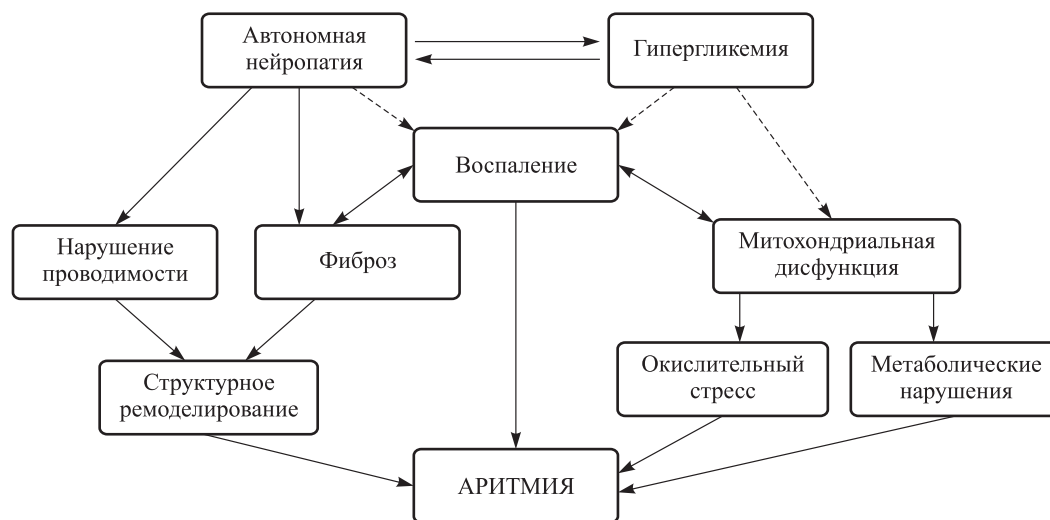 Автономная
нейропатия
Гипергликемия
Воспаление
Нарушение
проводимости
Фиброз
Митохондриальная
дисфункция
Структурное
ремоделирование
Окислительный
стресс
Метаболические
нарушения
АРИТМИЯ